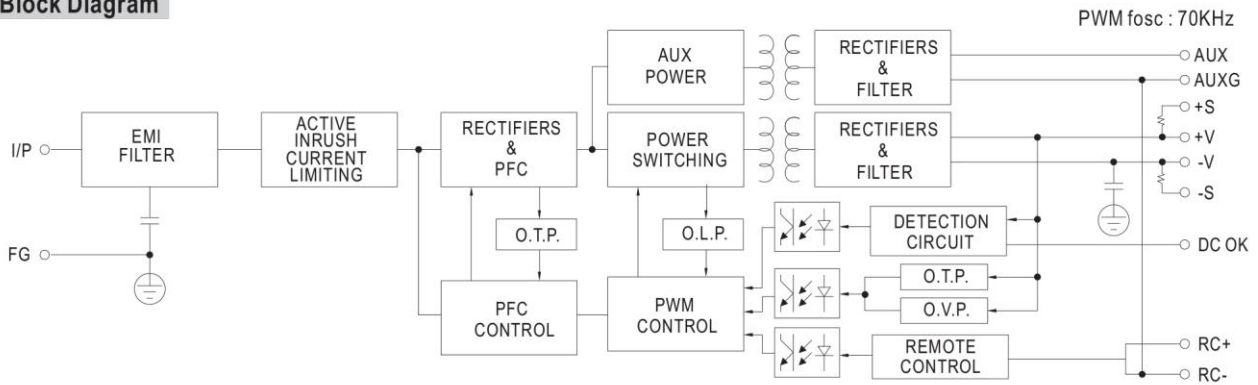 Block Diagram
PWM fosc : 70KHz
AUX
POWER
RECTIFIERS
&
FILTER
AUX
AUXG
I/P
EMI
FILTER
ACTIVE
INRUSH
CURRENT
LIMITING
RECTIFIERS
&
PFC
POWER
SWITCHING
RECTIFIERS
&
FILTER
+S
+V
-V
-S
FG
O.T.P.
O.L.P.
DETECTION
CIRCUIT
DC OK
PFC
CONTROL
PWM
CONTROL
O.T.P.
O.V.P.
REMOTE
CONTROL
RC+
RC-